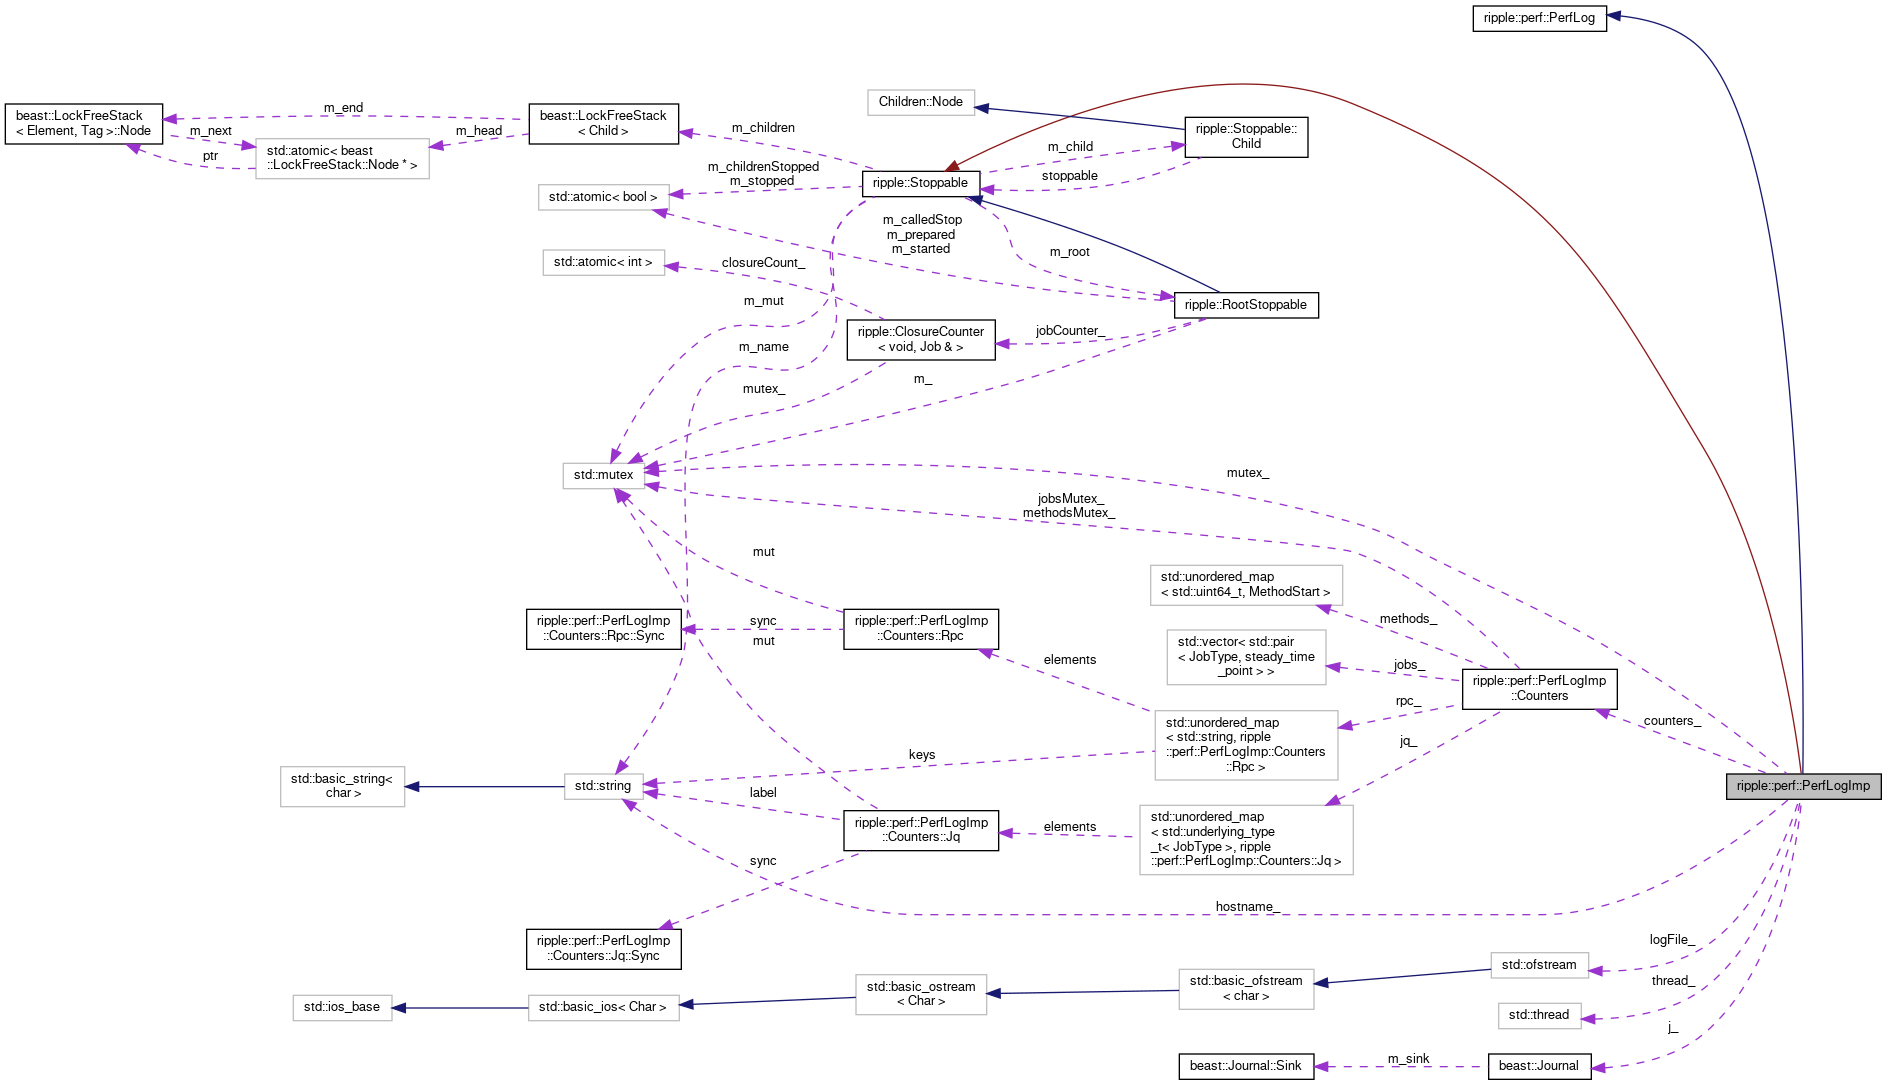 ripple::perf::PerfLog
Children::Node
beast::LockFreeStack
< Element, Tag >::Node
m_end
beast::LockFreeStack
< Child >
m_next
m_head
ptr
std::atomic< beast
::LockFreeStack::Node * >
m_children
ripple::Stoppable::
Child
m_child
stoppable
m_childrenStopped
m_stopped
ripple::Stoppable
std::atomic< bool >
m_calledStop
m_prepared
m_started
m_root
std::atomic< int >
closureCount_
m_mut
ripple::RootStoppable
ripple::ClosureCounter
< void, Job & >
jobCounter_
m_name
mutex_
m_
std::mutex
mutex_
jobsMutex_
methodsMutex_
mut
std::unordered_map
< std::uint64_t, MethodStart >
methods_
ripple::perf::PerfLogImp
::Counters::Rpc::Sync
sync
mut
ripple::perf::PerfLogImp
::Counters::Rpc
std::vector< std::pair
< JobType, steady_time
_point > >
jobs_
elements
ripple::perf::PerfLogImp
::Counters
rpc_
std::unordered_map
< std::string, ripple
::perf::PerfLogImp::Counters
::Rpc >
counters_
jq_
keys
std::basic_string<
char >
std::string
label
ripple::perf::PerfLogImp
ripple::perf::PerfLogImp
::Counters::Jq
elements
std::unordered_map
< std::underlying_type
_t< JobType >, ripple
::perf::PerfLogImp::Counters::Jq >
sync
hostname_
ripple::perf::PerfLogImp
::Counters::Jq::Sync
logFile_
std::ofstream
std::basic_ofstream
< char >
std::basic_ostream
< Char >
std::basic_ios< Char >
std::ios_base
thread_
std::thread
j_
beast::Journal::Sink
m_sink
beast::Journal